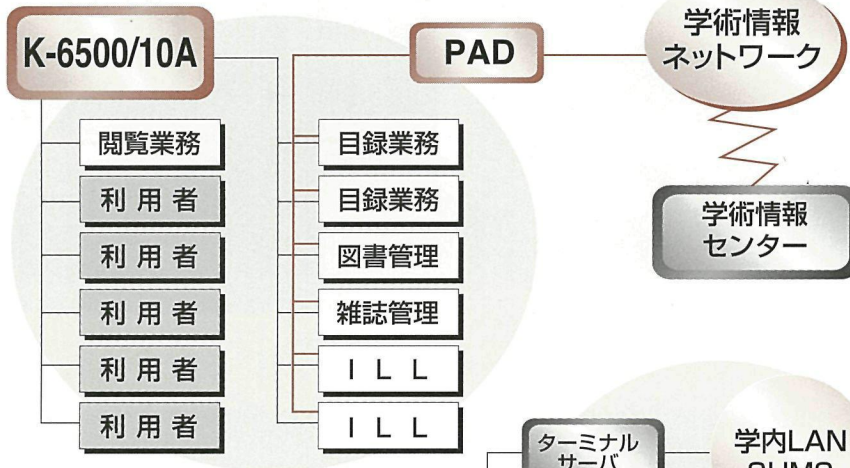 K-6500/10A
PAD
学術情報
ネットワーク
閲覧業務
利用者
利用者
利用者
利用者
利用者
目録業務
目録業務
図書管理
雑誌管理
ILL
ILL
学術情報
センター
ターミナル
サーバ
学内LAN